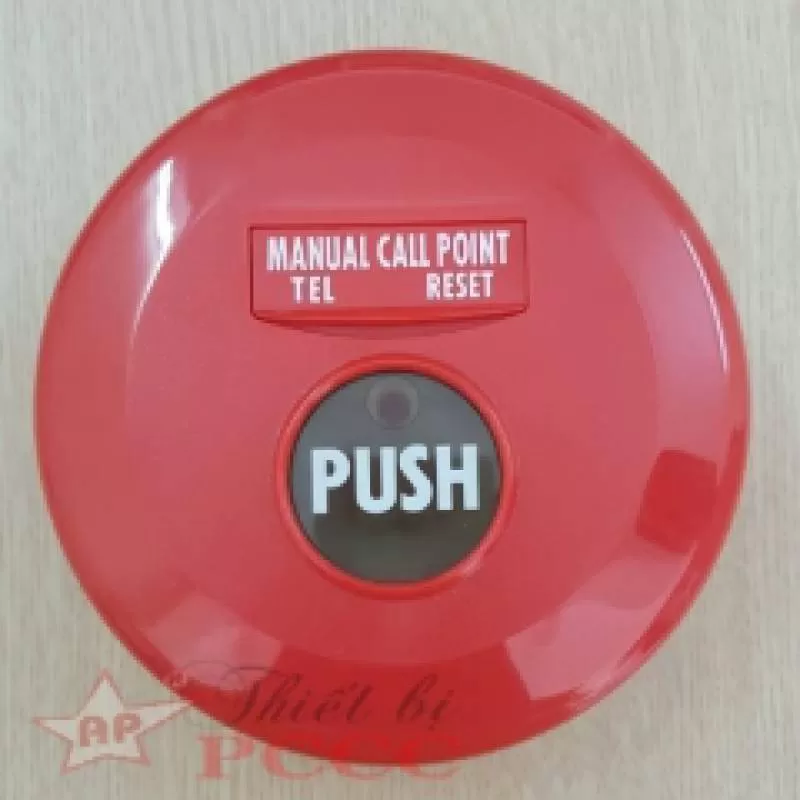 MANUAL CALL POINT
TEL RESET
PUSH
AP Thiết bị
PCCC